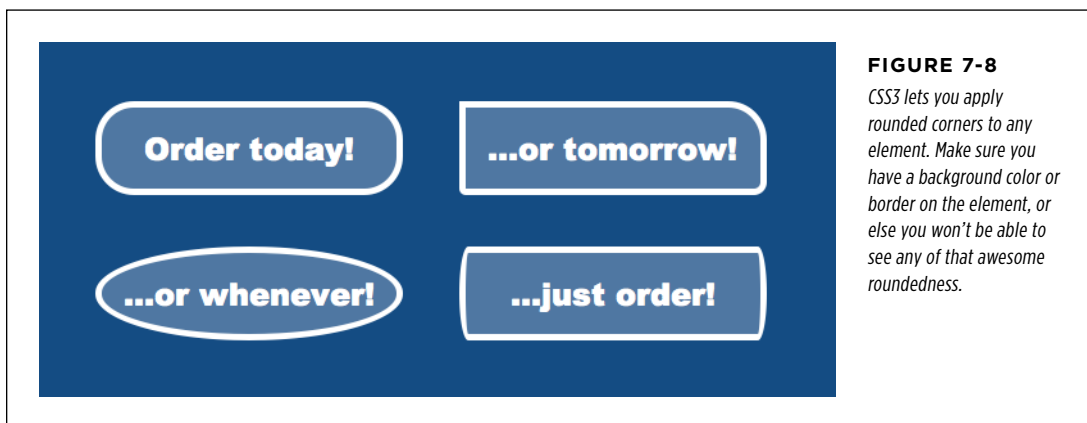 Order today!
...or tomorrow!
...or whenever!
...just order!
FIGURE 7-8
CSS3 lets you apply
rounded corners to any
element. Make sure you
have a background color or
border on the element, or
else you won’t be able to
see any of that awesome
roundedness.